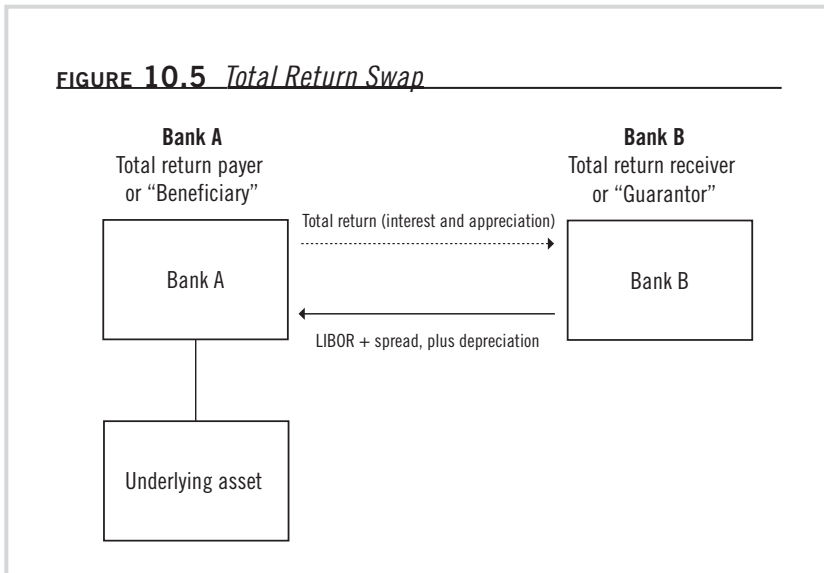 FIGURE 10.5 Total Return Swap
Bank A
Total return payer
or “Beneficiary”
Bank B
Total return receiver
or “Guarantor”
Total return (interest and appreciation)
Bank A
Bank B
LIBOR + spread, plus depreciation
Underlying asset